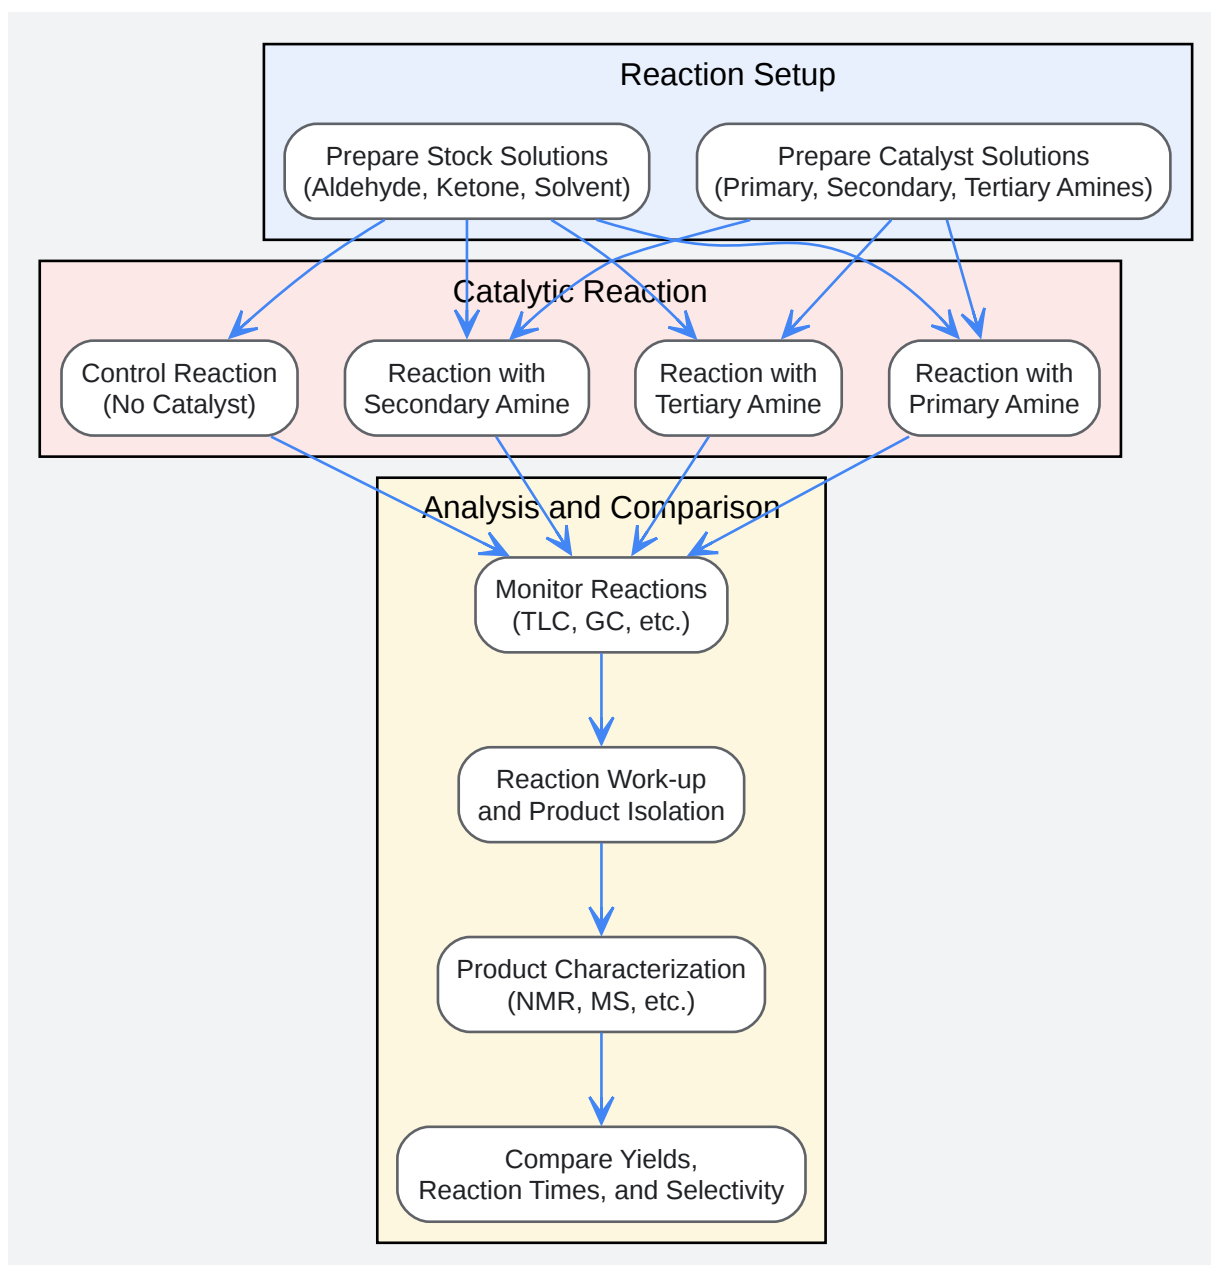 Reaction Setup
Prepare Stock Solutions
(Aldehyde, Ketone, Solvent)
Prepare Catalyst Solutions
(Primary, Secondary, Tertiary Amines)
Catalytic Reaction
Control Reaction
(No Catalyst)
Reaction with
Secondary Amine
Reaction with
Tertiary Amine
Reaction with
Primary Amine
Analysis and Comparison
Monitor Reactions
(TLC, GC, etc.)
Reaction Work-up
and Product Isolation
Product Characterization
(NMR, MS, etc.)
Compare Yields,
Reaction Times, and Selectivity